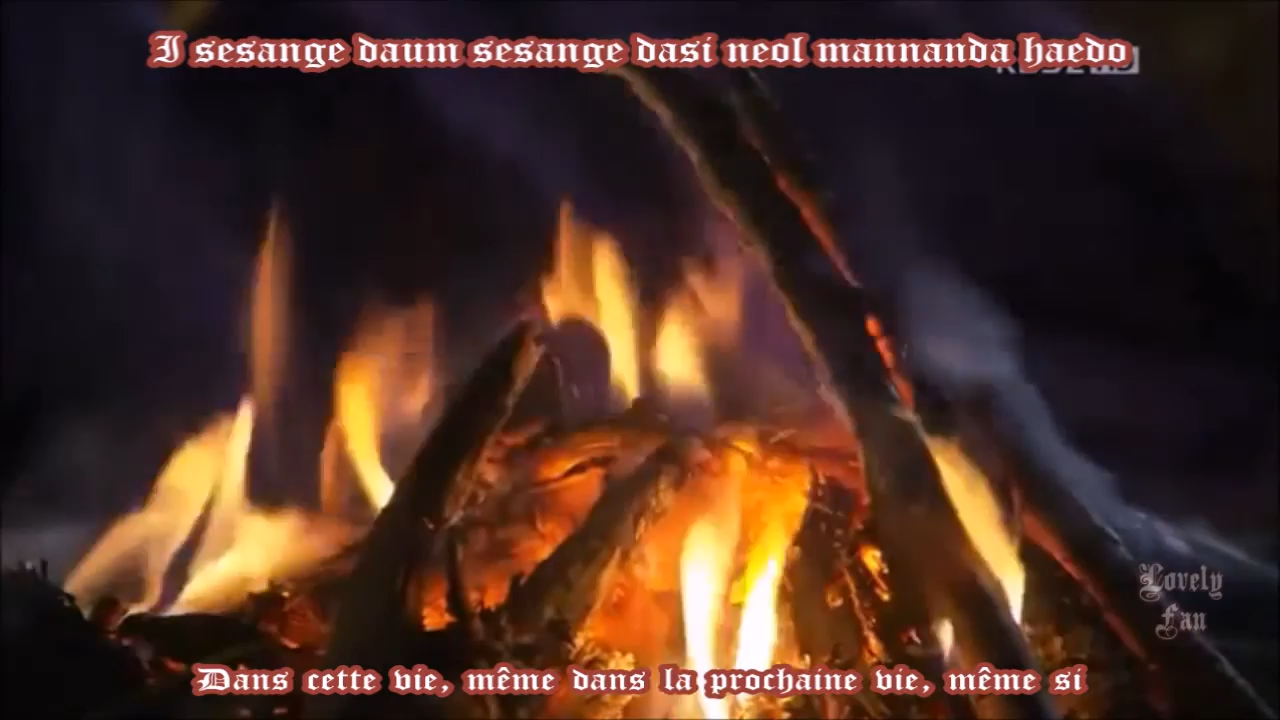 I sesange daum sesange dasi neol mannanda haedo
Lovely
Fan
Dans cette vie, même dans la prochaine vie, même si